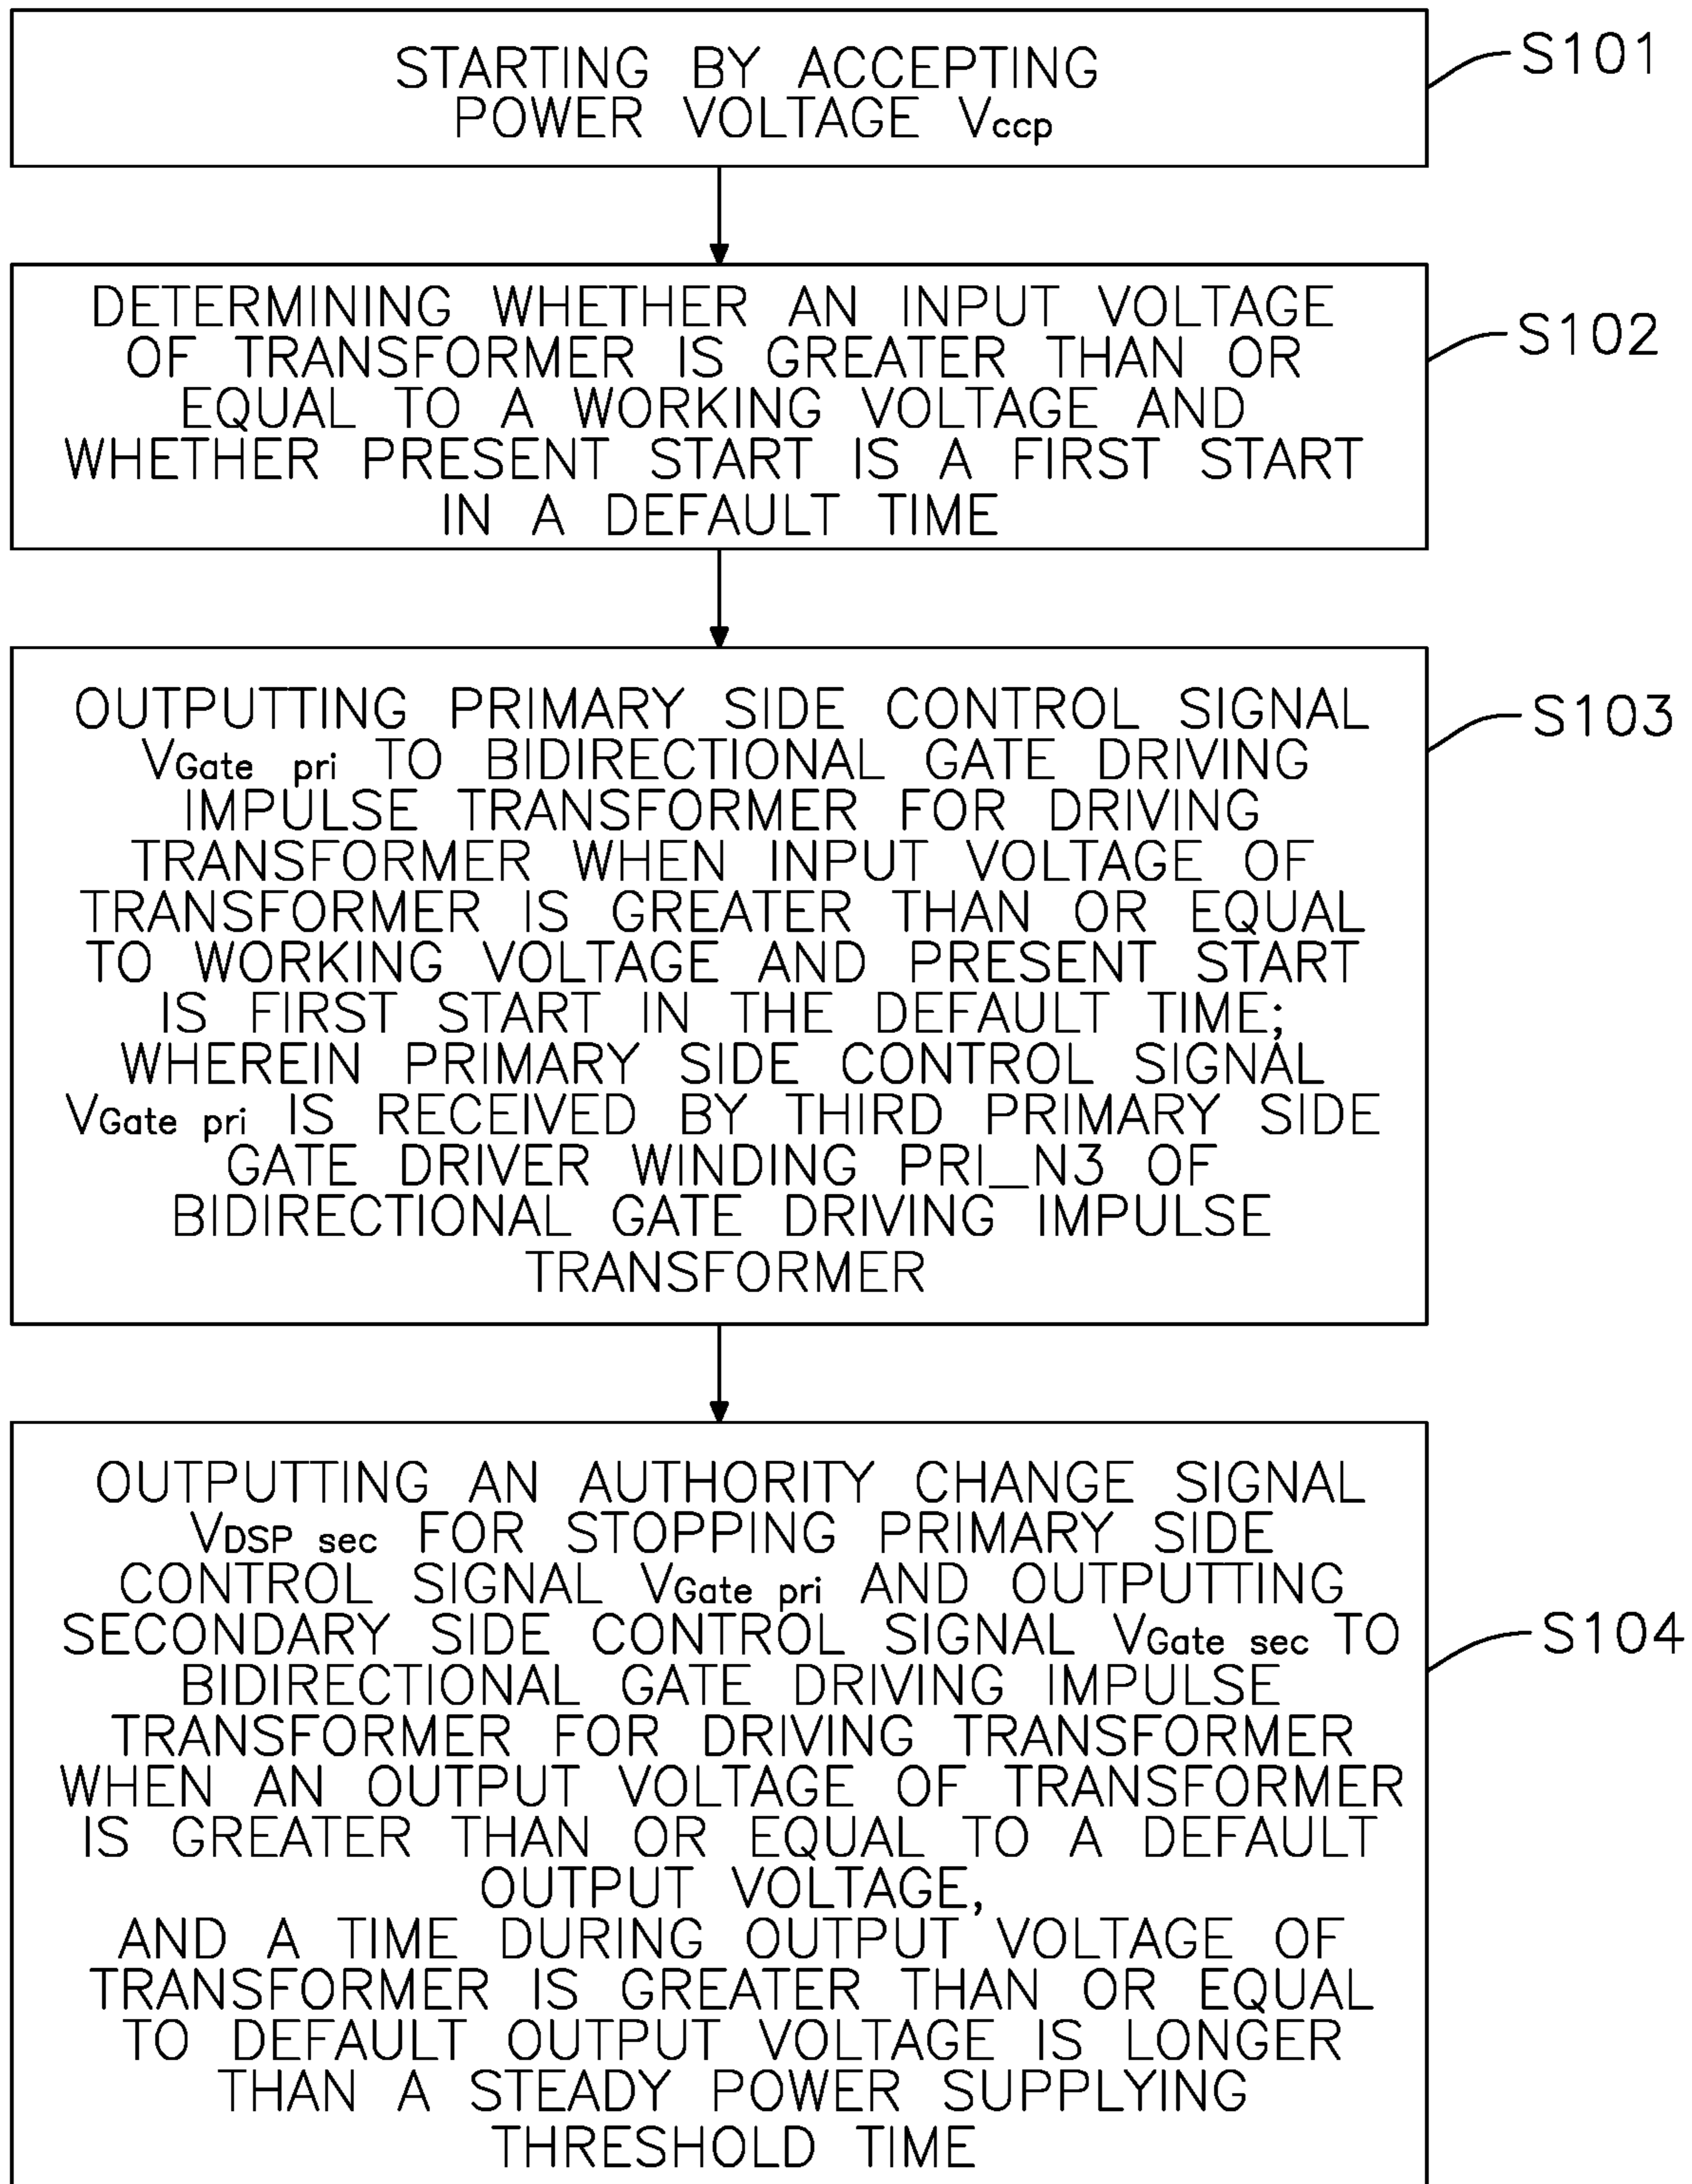 STARTING BY ACCEPTING
POWER VOLTAGE Vccp
S101
DETERMINING WHETHER AN INPUT VOLTAGE
OF TRANSFORMER IS GREATER THAN OR
EQUAL TO A WORKING VOLTAGE AND
WHETHER PRESENT START IS A FIRST START
IN A DEFAULT TIME
S102
OUTPUTTING PRIMARY SIDE CONTROL SIGNAL
VGate pri TO BIDIRECTIONAL GATE DRIVING
IMPULSE TRANSFORMER FOR DRIVING
TRANSFORMER WHEN INPUT VOLTAGE OF
TRANSFORMER IS GREATER THAN OR EQUAL
TO WORKING VOLTAGE AND PRESENT START
IS FIRST START IN THE DEFAULT TIME;
WHEREIN PRIMARY SIDE CONTROL SIGNAL
VGate pri IS RECEIVED BY THIRD PRIMARY SIDE
GATE DRIVER WINDING PRI_N3 OF
BIDIRECTIONAL GATE DRIVING IMPULSE
TRANSFORMER
S103
OUTPUTTING AN AUTHORITY CHANGE SIGNAL
VDSP sec FOR STOPPING PRIMARY SIDE
CONTROL SIGNAL VGate pri AND OUTPUTTING
SECONDARY SIDE CONTROL SIGNAL VGate sec TO
BIDIRECTIONAL GATE DRIVING IMPULSE
TRANSFORMER FOR DRIVING TRANSFORMER
WHEN AN OUTPUT VOLTAGE OF TRANSFORMER
IS GREATER THAN OR EQUAL TO A DEFAULT
OUTPUT VOLTAGE,
AND A TIME DURING OUTPUT VOLTAGE OF
TRANSFORMER IS GREATER THAN OR EQUAL
TO DEFAULT OUTPUT VOLTAGE IS LONGER
THAN A STEADY POWER SUPPLYING
THRESHOLD TIME
S104